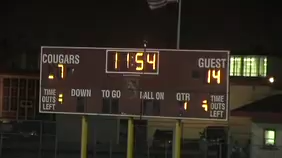 11:54
COUGARS GUEST
7 14
TIME OUTS LEFT DOWN TO GO BALL ON QTR TIME OUTS LEFT
1